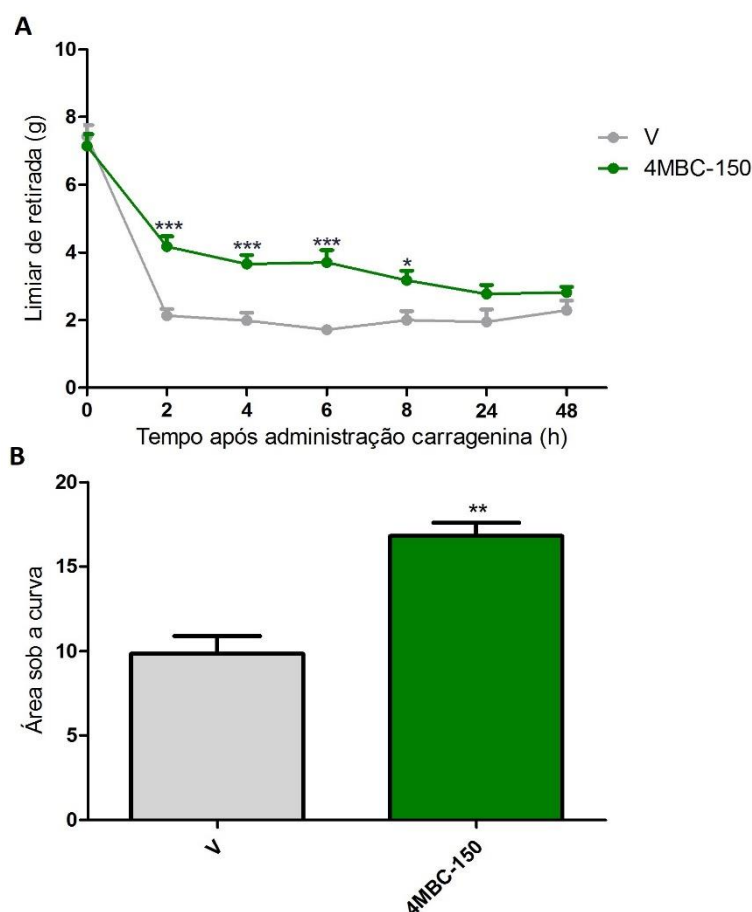 A
Limiar de retirada (g)
10
8
6
4
2
0
*** *** *** *
0 2 4 6 8 24 48
Tempo após administração carragenina (h)
V
4MBC-150
B
Área sob a curva
20
15
10
5
0
**
V
4MBC-150